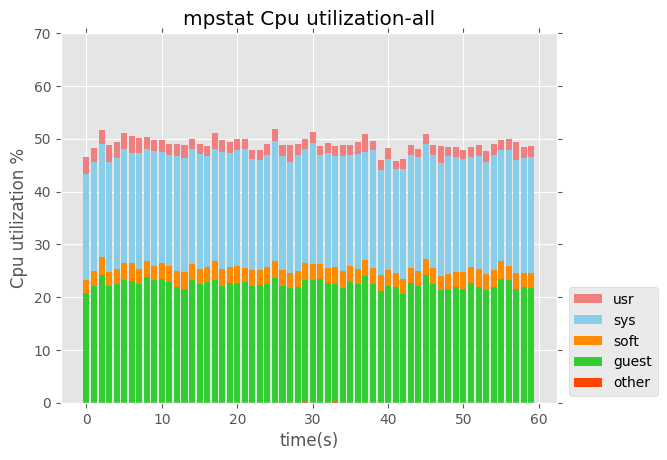 mpstat Cpu utilization-all
Cpu utilization %
70
60
50
40
30
20
10
0
0 10 20 30 40 50 60
time(s)
usr
sys
soft
guest
other